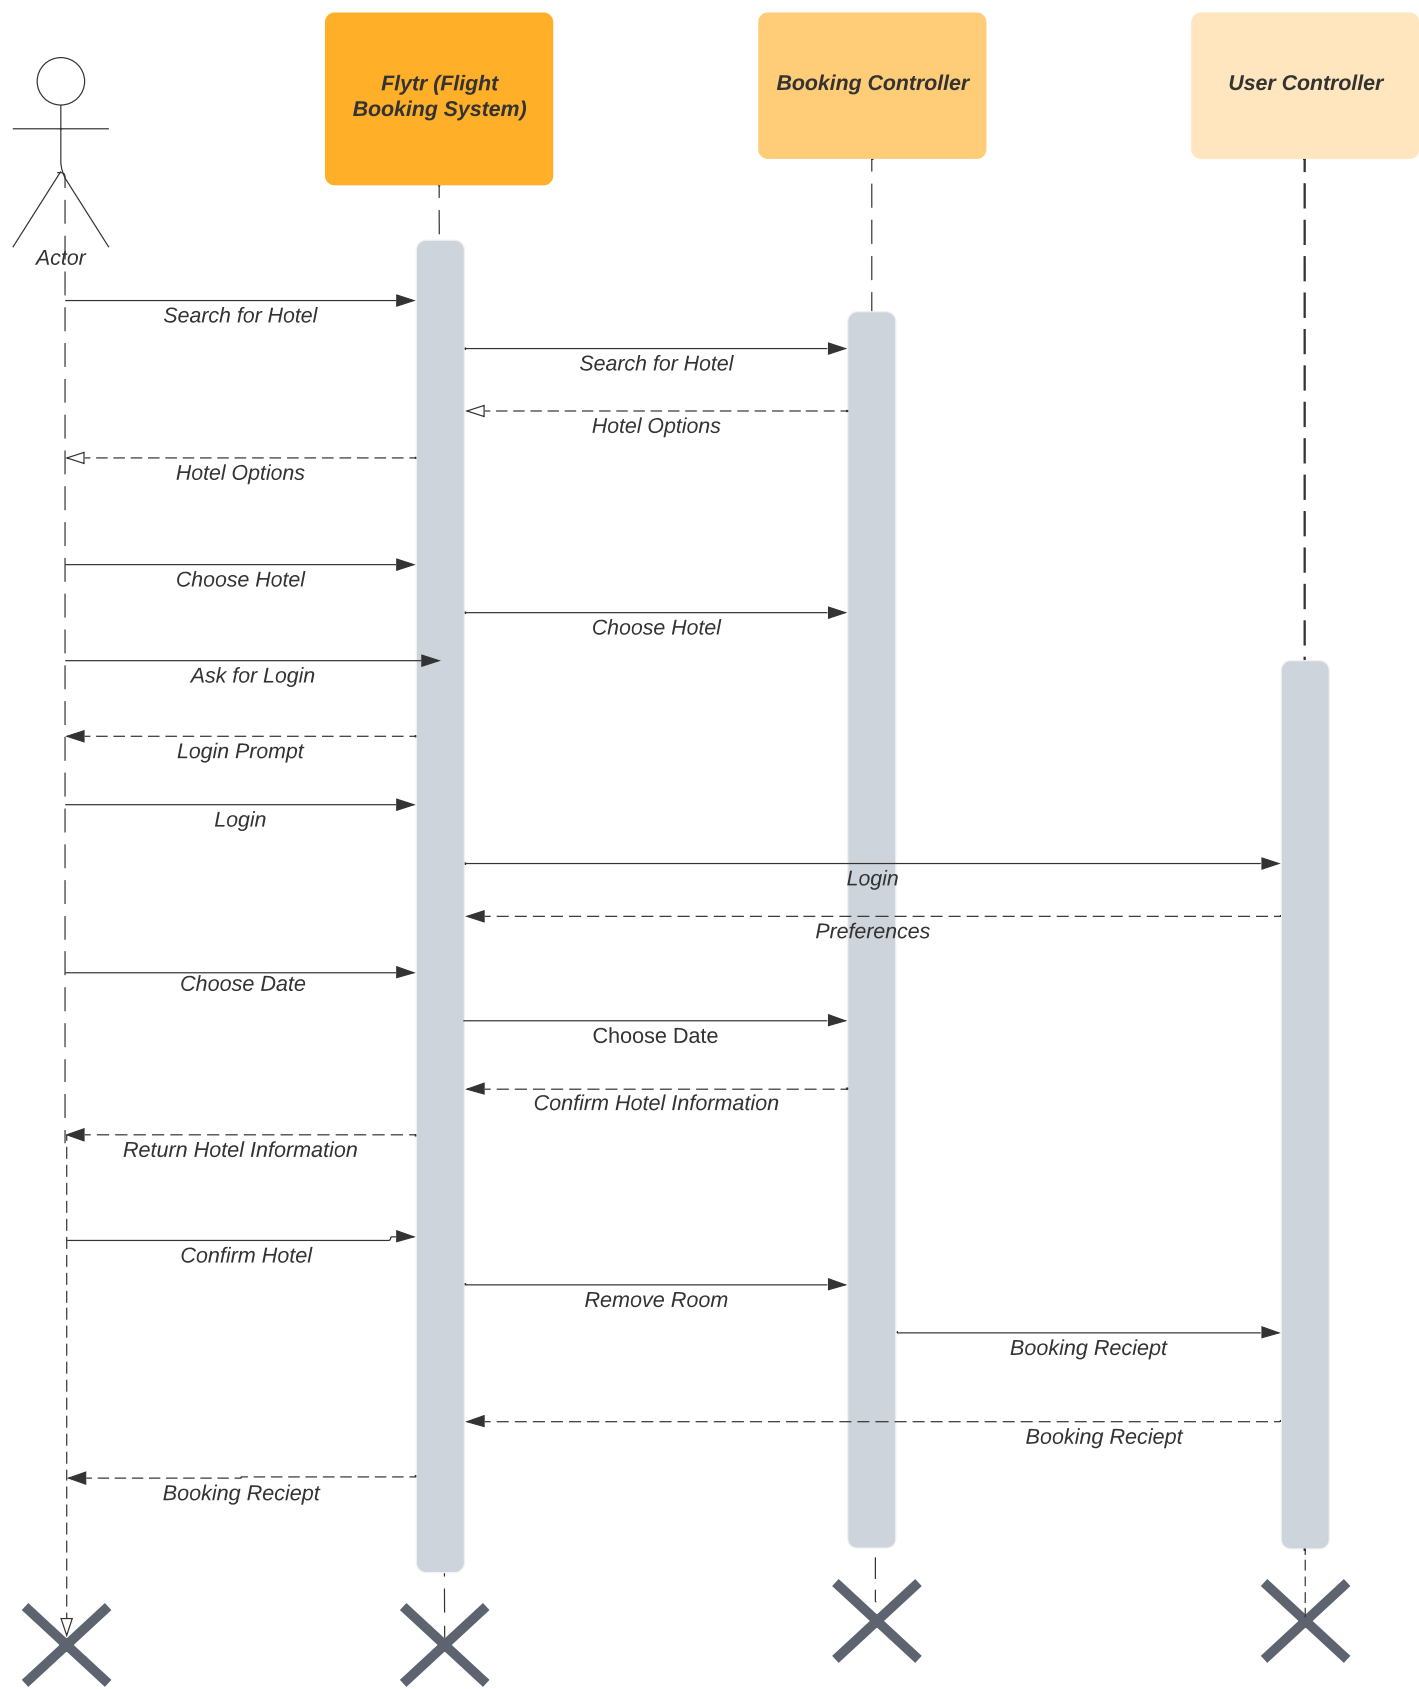 Flytr (Flight
Booking System)
Booking Controller
User Controller
Actor
Search for Hotel
Search for Hotel
Hotel Options
Hotel Options
Choose Hotel
Choose Hotel
Ask for Login
Login Prompt
Login
Login
Preferences
Choose Date
Choose Date
Confirm Hotel Information
Return Hotel Information
Confirm Hotel
Remove Room
Booking Reciept
Booking Reciept
Booking Reciept